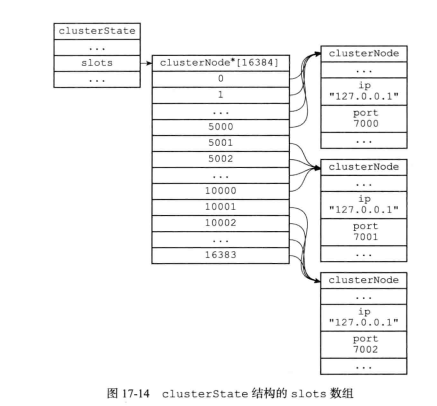 clusterState
...
slots
...
clusterNode*[16384]
0
1
...
5000
5001
5002
...
10000
10001
10002
...
16383
clusterNode
...
ip
"127.0.0.1"
port
7000
...
clusterNode
...
ip
"127.0.0.1"
port
7001
...
clusterNode
...
ip
"127.0.0.1"
port
7002
...
图 17-14 clusterState 结构的 slots 数组